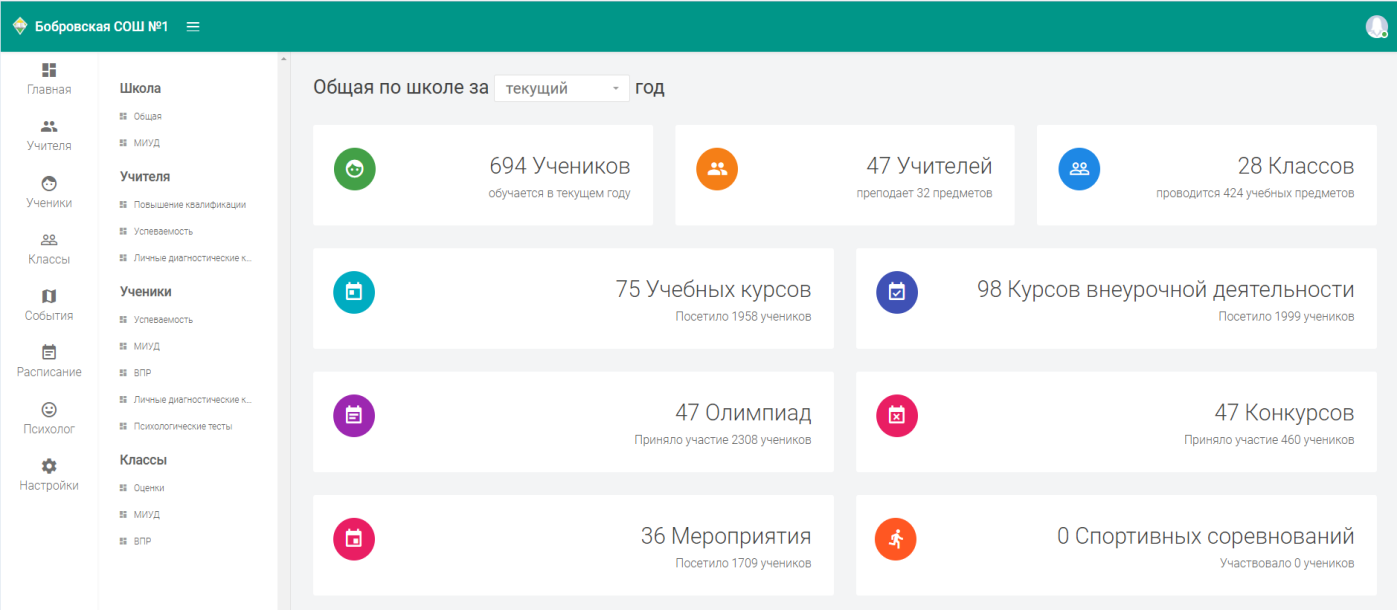 Бобровская СОШ №1
Главная
Учителя
Ученики
Классы
События
Расписание
Психолог
Настройки
Школа
Общая
МИУД
Учителя
Повышение квалификации
Успеваемость
Личные диагностические к...
Ученики
Успеваемость
МИУД
ВПР
Личные диагностические к...
Психологические тесты
Классы
Оценки
МИУД
ВПР
Общая по школе за текущий год
694 Учеников
обучается в текущем году
47 Учителей
преподает 32 предметов
28 Классов
проводится 424 учебных предметов
75 Учебных курсов
Посетило 1958 учеников
98 Курсов внеурочной деятельности
Посетило 1999 учеников
47 Олимпиад
Приняло участие 2308 учеников
47 Конкурсов
Приняло участие 460 учеников
36 Мероприятия
Посетило 1709 учеников
0 Спортивных соревнований
Участвовало 0 учеников